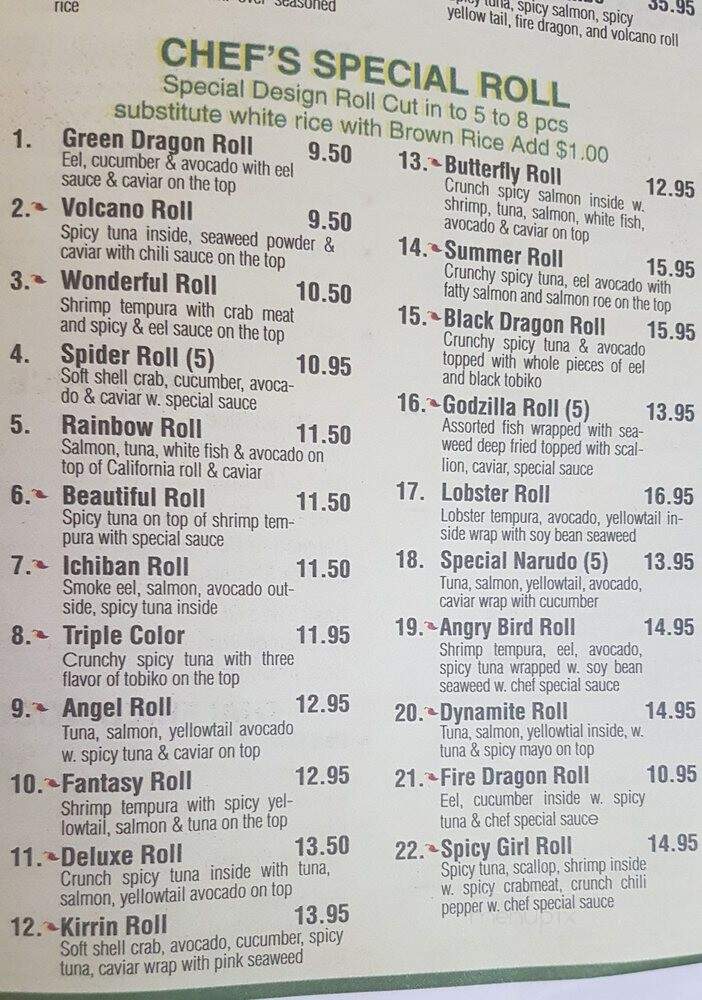 rice
seasoned
35.95
tuna, spicy salmon, spicy
yellow tail, fire dragon, and volcano roll
CHEF'S SPECIAL ROLL
Special Design Roll Cut in to 5 to 8 pcs
substitute white rice with Brown Rice Add $1.00
1. Green Dragon Roll 9.50
Eel, cucumber & avocado with eel
sauce & caviar on the top
2. Volcano Roll 9.50
Spicy tuna inside, seaweed powder &
caviar with chili sauce on the top
3. Wonderful Roll 10.50
Shrimp tempura with crab meat
and spicy & eel sauce on the top
4. Spider Roll (5) 10.95
Soft shell crab, cucumber, avoca-
do & caviar w. special sauce
5. Rainbow Roll 11.50
Salmon, tuna, white fish & avocado on
top of California roll & caviar
6. Beautiful Roll 11.50
Spicy tuna on top of shrimp tem-
pura with special sauce
7. Ichiban Roll 11.50
Smoke eel, salmon, avocado out-
side, spicy tuna inside
8. Triple Color 11.95
Crunchy spicy tuna with three
flavor of tobiko on the top
9. Angel Roll 12.95
Tuna, salmon, yellowtail avocado
w. spicy tuna & caviar on top
10. Fantasy Roll 12.95
Shrimp tempura with spicy yel-
lowtail, salmon & tuna on the top
11. Deluxe Roll 13.50
Crunch spicy tuna inside with tuna,
salmon, yellowtail avocado on top
12. Kirrin Roll 13.95
Soft shell crab, avocado, cucumber, spicy
tuna, caviar wrap with pink seaweed
13. Butterfly Roll 12.95
Crunch spicy salmon inside w.
shrimp, tuna, salmon, white fish,
avocado & caviar on top
14. Summer Roll 15.95
Crunchy spicy tuna, eel avocado with
fatty salmon and salmon roe on the top
15. Black Dragon Roll 15.95
Crunchy spicy tuna & avocado
topped with whole pieces of eel
and black tobiko
16. Godzilla Roll (5) 13.95
Assorted fish wrapped with sea-
weed deep fried topped with scal-
lion, caviar, special sauce
17. Lobster Roll 16.95
Lobster tempura, avocado, yellowtail in-
side wrap with soy bean seaweed
18. Special Narudo (5) 13.95
Tuna, salmon, yellowtail, avocado,
caviar wrap with cucumber
19. Angry Bird Roll 14.95
Shrimp tempura, eel, avocado,
spicy tuna wrapped w. soy bean
seaweed w. chef special sauce
20. Dynamite Roll 14.95
Tuna, salmon, yellowtial inside, w.
tuna & spicy mayo on top
21. Fire Dragon Roll 10.95
Eel, cucumber inside w. spicy
tuna & chef special sauce
22. Spicy Girl Roll 14.95
Spicy tuna, scallop, shrimp inside
w. spicy crabmeat, crunch chili
pepper w. chef special sauce